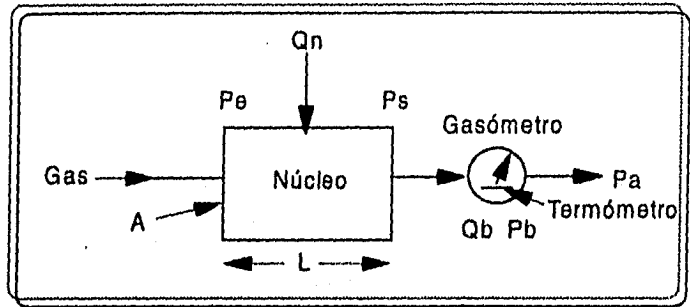 Qn
Pe Ps
Gasómetro
Gas Núcleo
Pa
A
Termómetro
Qb Pb
L